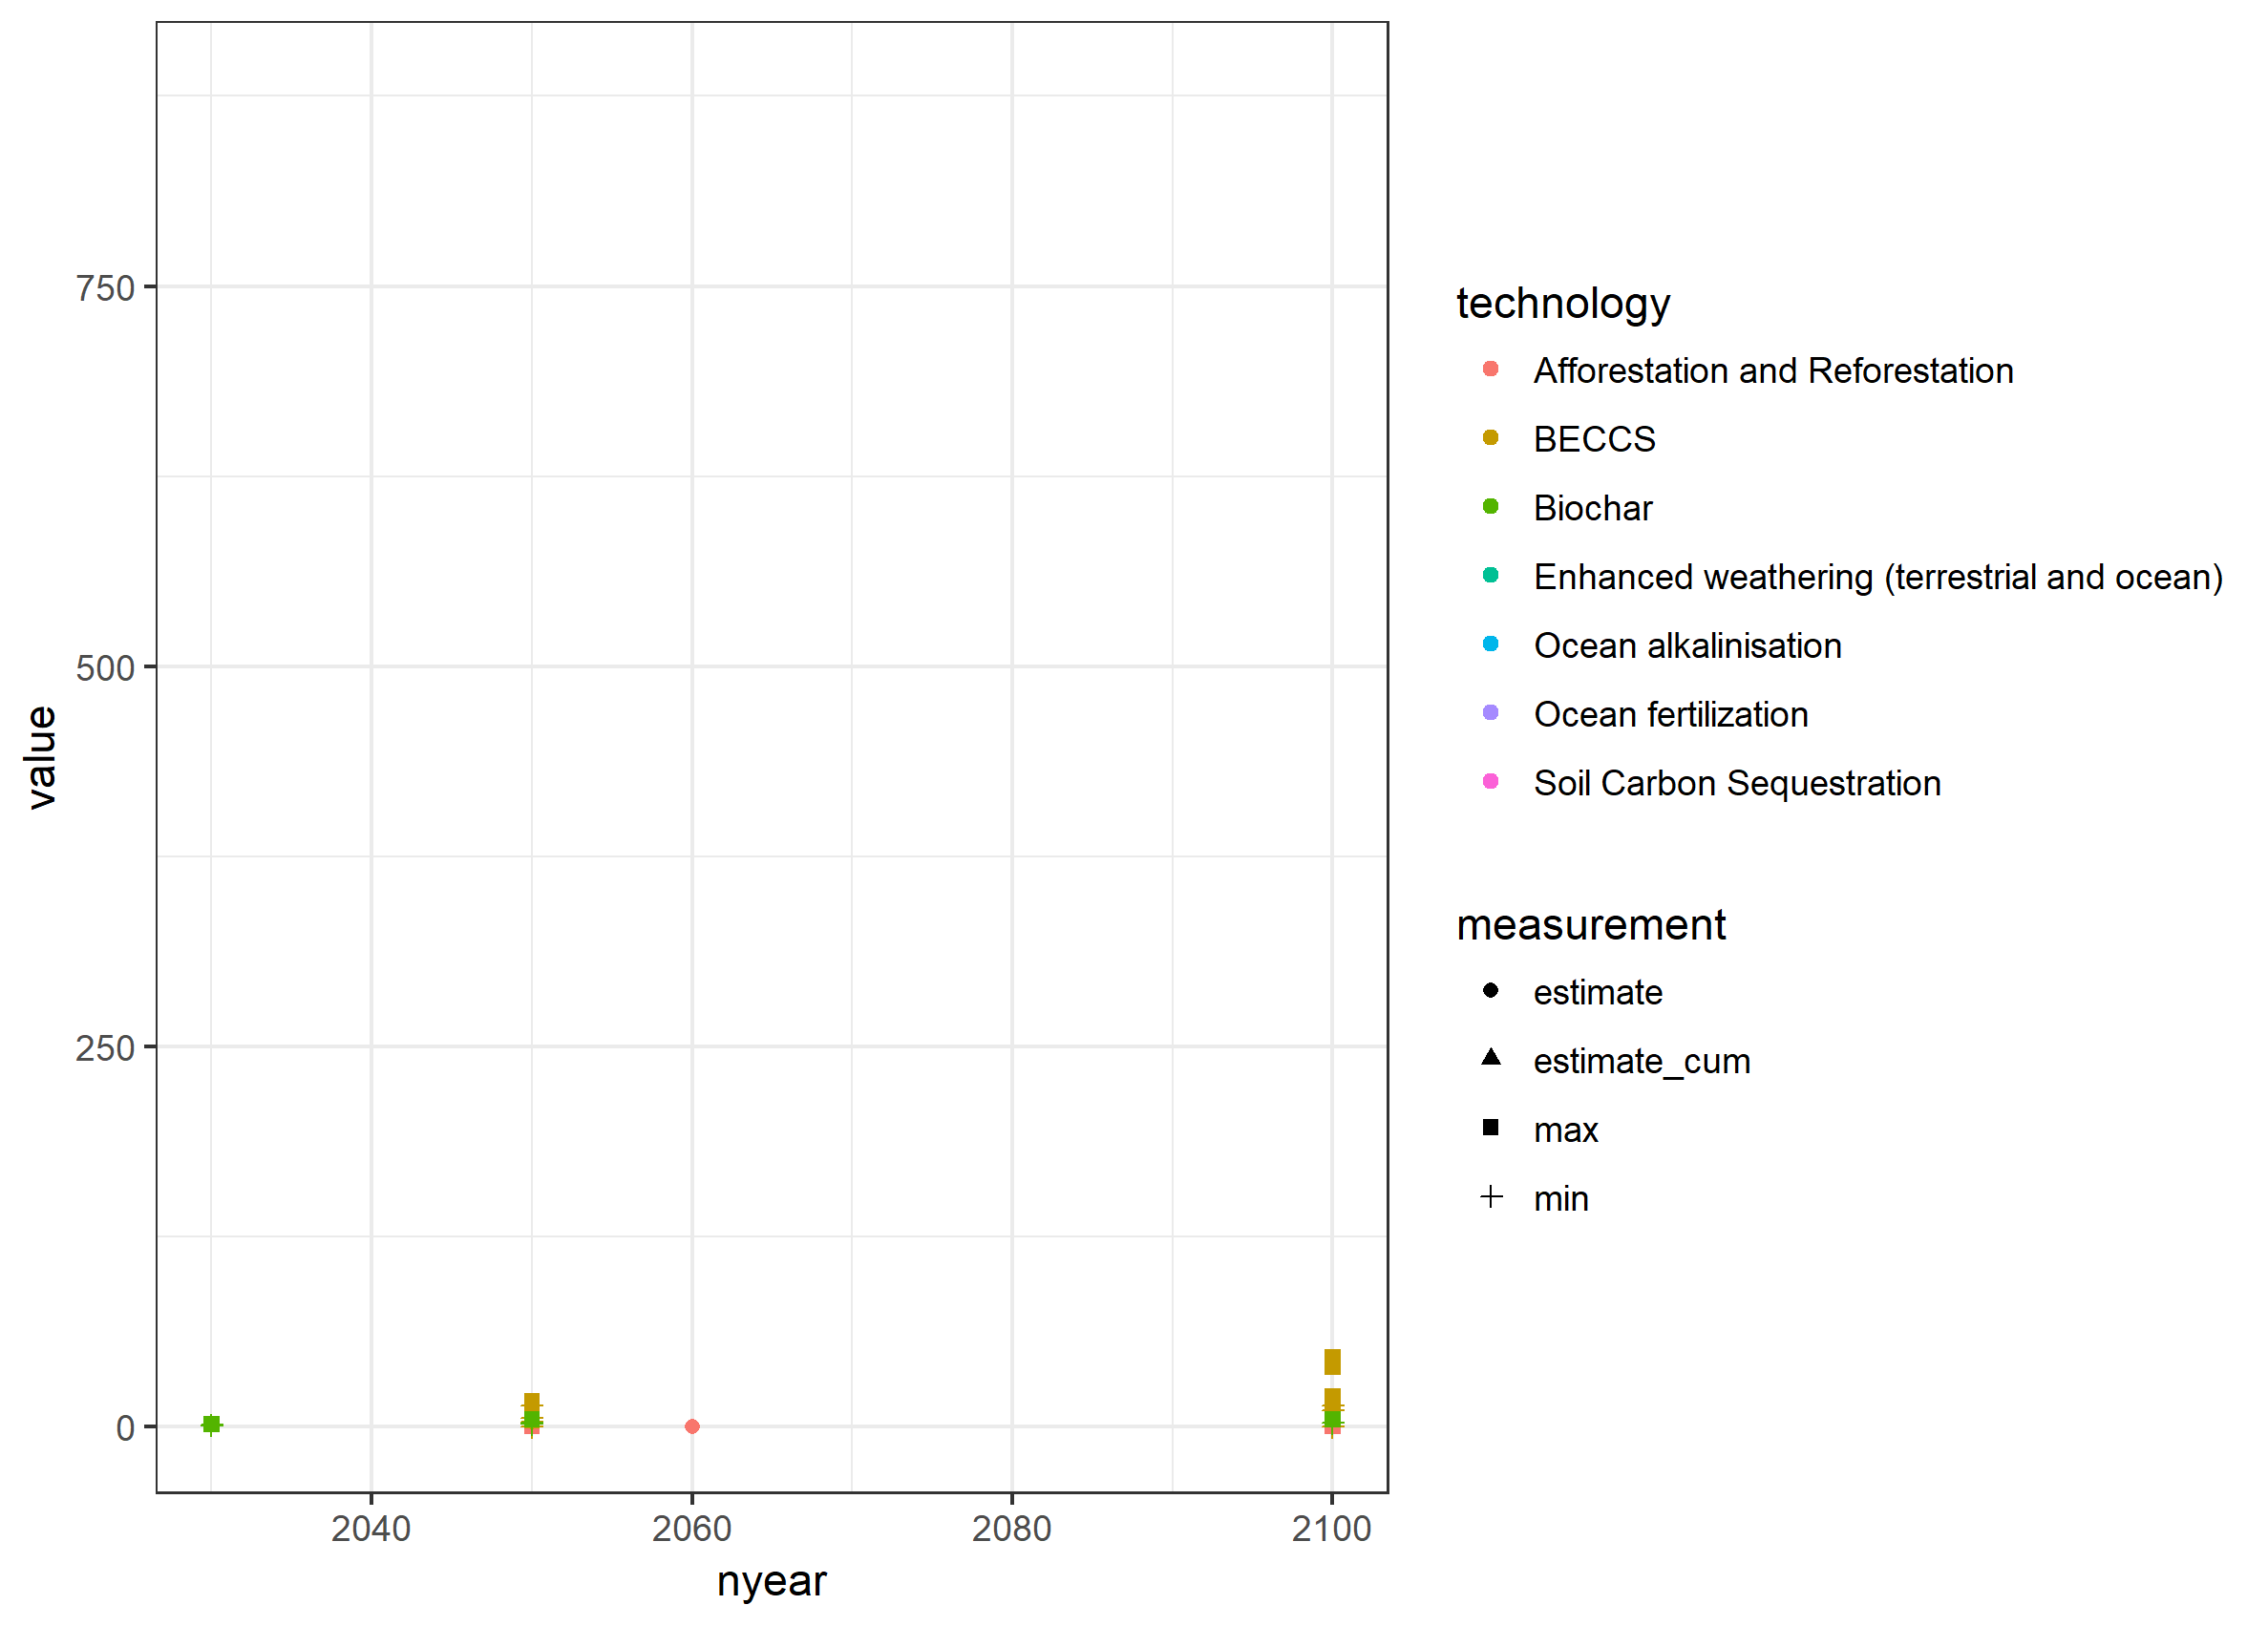 750
500
250
0
value
2040
2060
2080
2100
nyear
technology
Afforestation and Reforestation
BECCS
Biochar
Enhanced weathering (terrestrial and ocean)
Ocean alkalinisation
Ocean fertilization
Soil Carbon Sequestration
measurement
estimate
estimate_cum
max
min